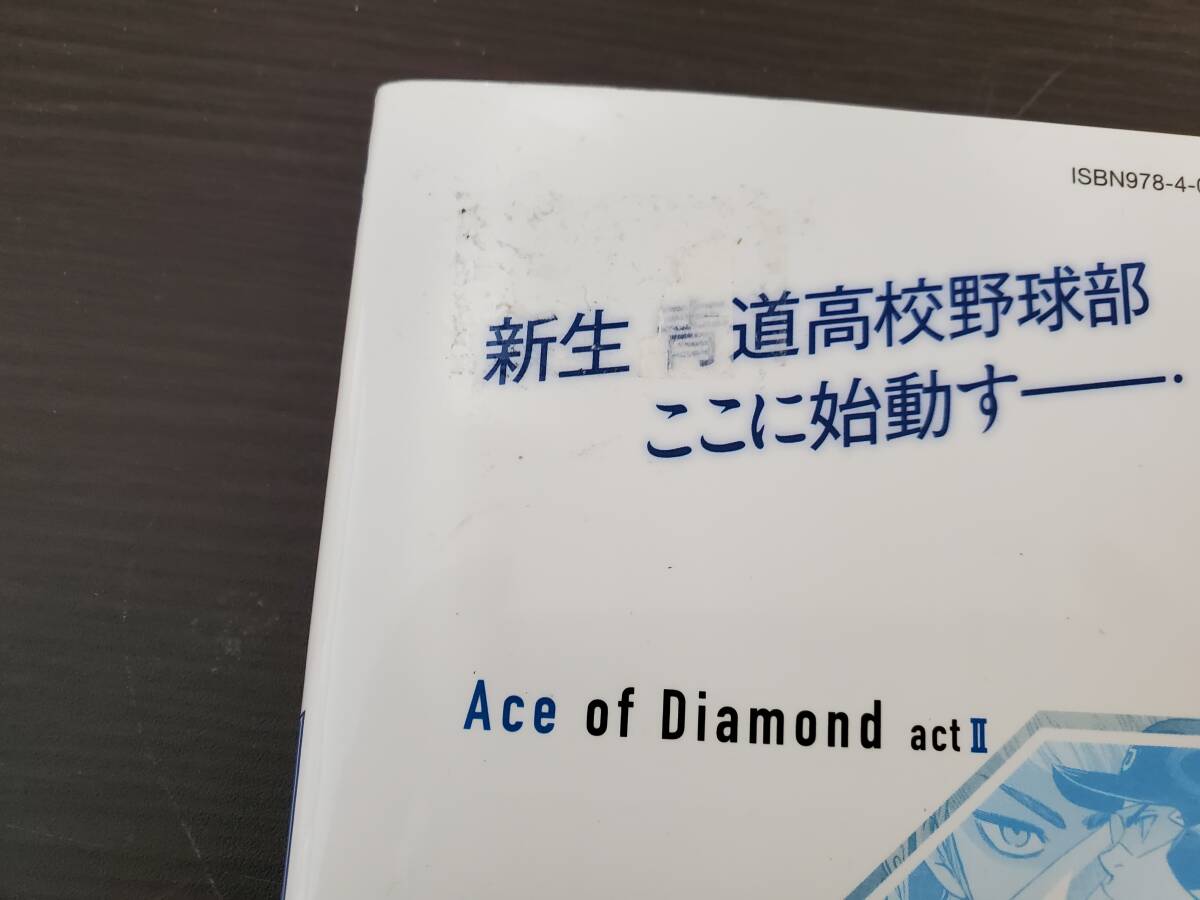 ISBN978-4-0
新生 青道高校野球部
ここに始動す――.
Ace of Diamond actⅡ